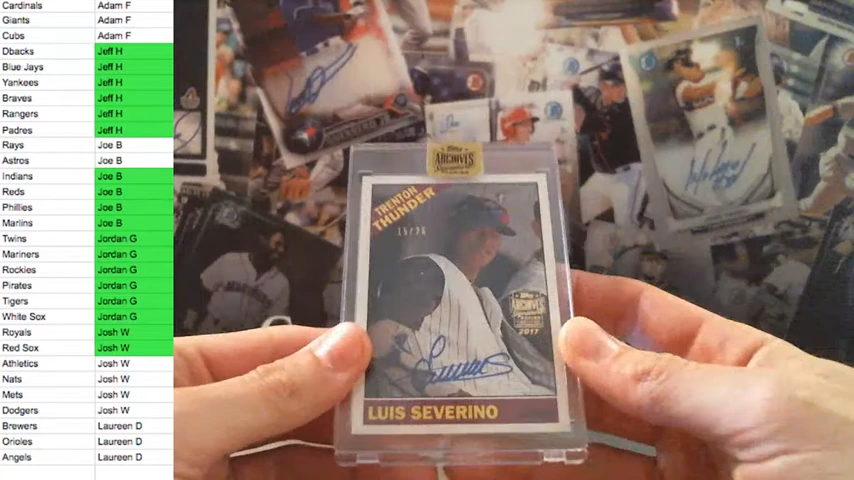 Cardinals Adam F
Giants Adam F
Cubs Adam F
Dbacks Jeff H
Blue Jays Jeff H
Yankees Jeff H
Braves Jeff H
Rangers Jeff H
Padres Jeff H
Rays Joe B
Astros Joe B
Indians Joe B
Reds Joe B
Phillies Joe B
Marlins Joe B
Twins Jordan G
Mariners Jordan G
Rockies Jordan G
Pirates Jordan G
Tigers Jordan G
White Sox Jordan G
Royals Josh W
Red Sox Josh W
Athletics Josh W
Nats Josh W
Mets Josh W
Dodgers Josh W
Brewers Laureen D
Orioles Laureen D
Angels Laureen D
ARCHIVES
TRENTON
THUNDER
ARCHIVES
2017
LUIS SEVERINO